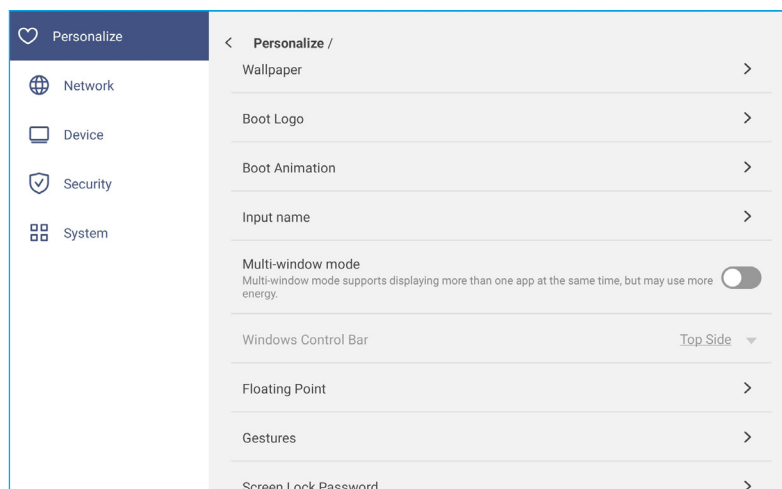 Personalize
Network
Device
Security
System
Personalize /
Wallpaper
Boot Logo
Boot Animation
Input name
Multi-window mode
Multi-window mode supports displaying more than one app at the same time, but may use more
energy.
Windows Control Bar
Top Side
Floating Point
Gestures
Screen Lock Password